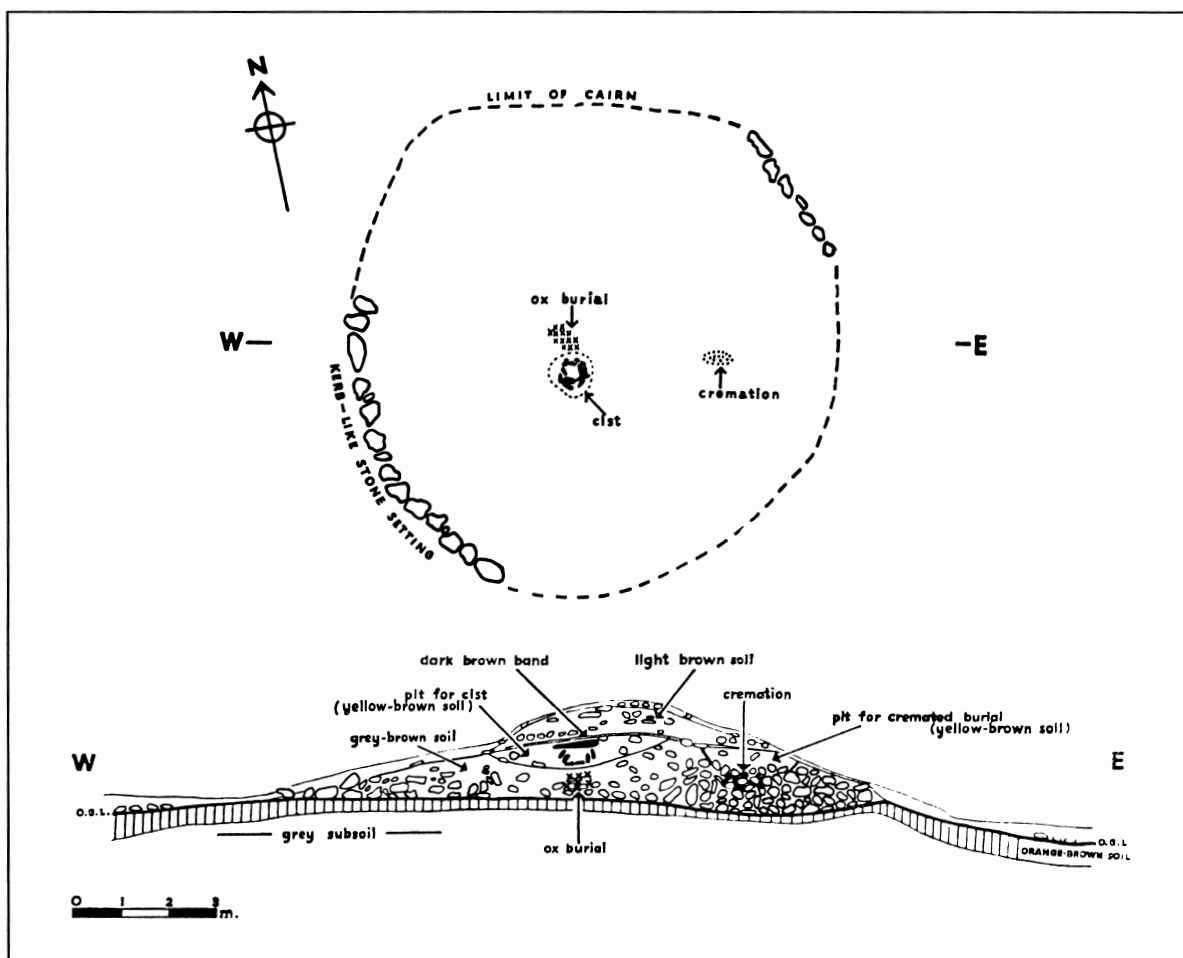 N
LIMIT OF CAIRN
ox burial
W
E
cremation
cist
KERB-LIKE STONE SETTING
dark brown band
light brown soil
pit for cist
(yellow-brown soil)
cremation
grey-brown soil
pit for cremated burial
(yellow-brown soil)
W
E
O.G.L.
O.G.L
grey subsoil
ox burial
ORANGE-BROWN SOIL
0 1 2 3
m.